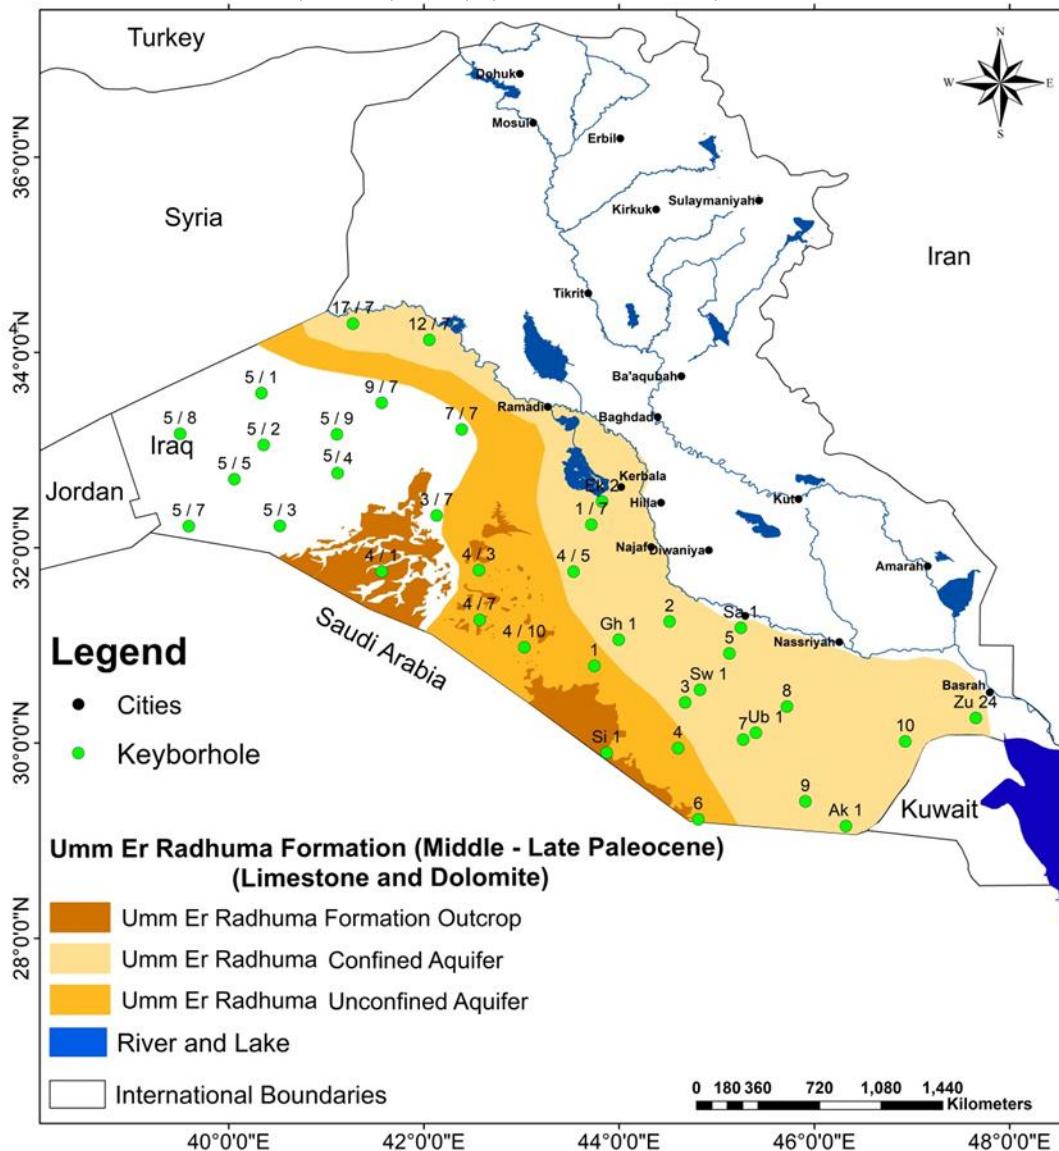 Turkey
N
W
E
S
Dohuk
Mosul
Erbil
36°0'0"N
Syria
Kirkuk
Sulaymaniyah
Iran
Tikrit
17 / 7
12 / 7
34°0'0"N
Ba'aqubah
5 / 1
9 / 7
Ramadi
Baghdad
5 / 8
Iraq
5 / 2
5 / 9
7 / 7
5 / 5
5 / 4
Kerbala
Jordan
Hilla
Kut
5 / 7
5 / 3
3 / 7
1 / 7
32°0'0"N
4 / 1
4 / 3
4 / 5
Najaf
Diwaniya
Amarah
Saudi Arabia
4 / 7
Gh 1
2
Sa 1
Legend
4 / 10
1
5
Nassriyah
Cities
Sw 1
3
8
Basrah
Zu 24
Keyborhole
Si 1
4
7
Ub 1
10
30°0'0"N
6
9
Ak 1
Kuwait
Umm Er Radhuma Formation (Middle - Late Paleocene)
(Limestone and Dolomite)
Umm Er Radhuma Formation Outcrop
Umm Er Radhuma Confined Aquifer
28°0'0"N
Umm Er Radhuma Unconfined Aquifer
River and Lake
International Boundaries
0 180 360 720 1,080 1,440
Kilometers
40°0'0"E 42°0'0"E 44°0'0"E 46°0'0"E 48°0'0"E